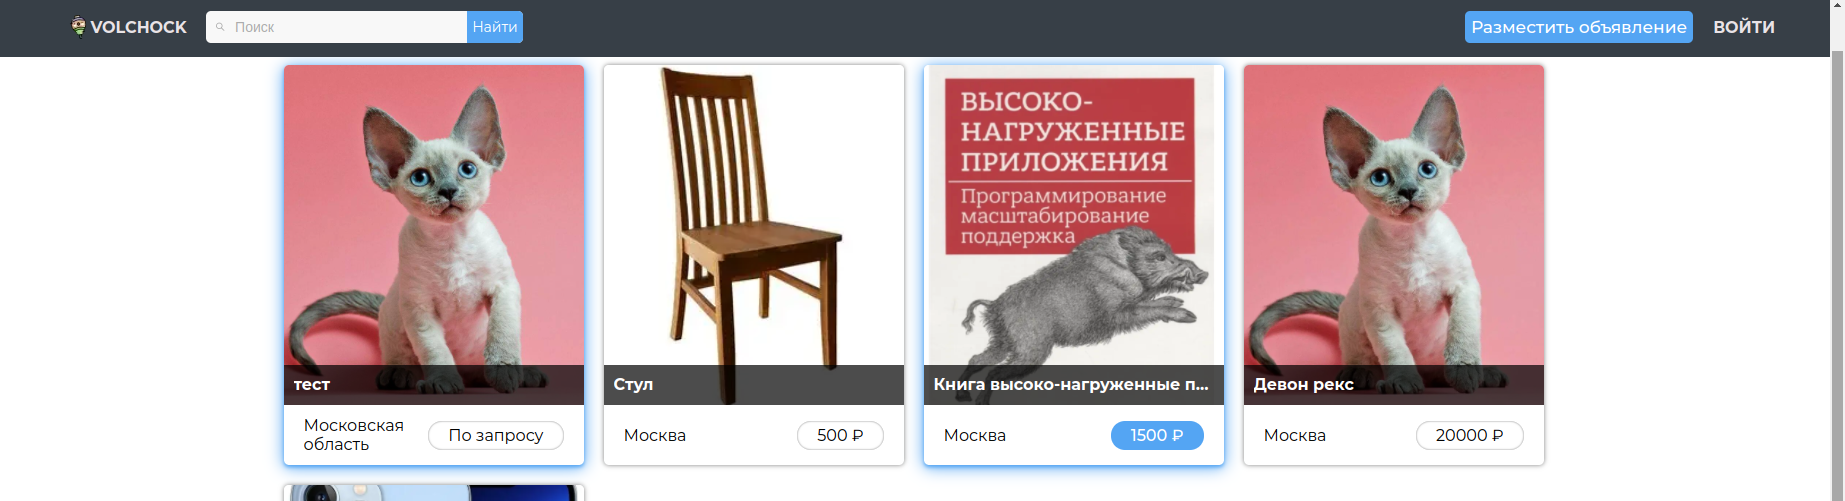 VOLCHOCK
Поиск
Найти
Разместить объявление
ВОЙТИ
тест
Московская
область
По запросу
Стул
Москва
500 ₽
ВЫСОКО-
НАГРУЖЕННЫЕ
ПРИЛОЖЕНИЯ
Программирование
масштабирование
поддержка
Книга высоко-нагруженные п...
Москва
1500 ₽
Девон рекс
Москва
20000 ₽